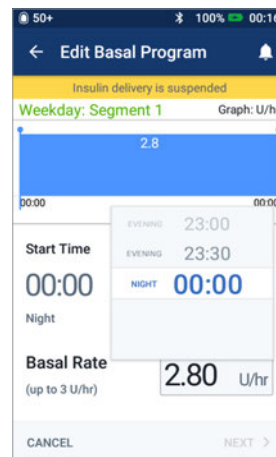 50+ 100% 00:16
Edit Basal Program
Insulin delivery is suspended
Weekday: Segment 1 Graph: U/h
2.8
00:00 00:0
EVENING 23:00
Start Time EVENING 23:30
00:00 NIGHT 00:00
Night
Basal Rate
(up to 3 U/hr) 2.80 U/hr
CANCEL NEXT >